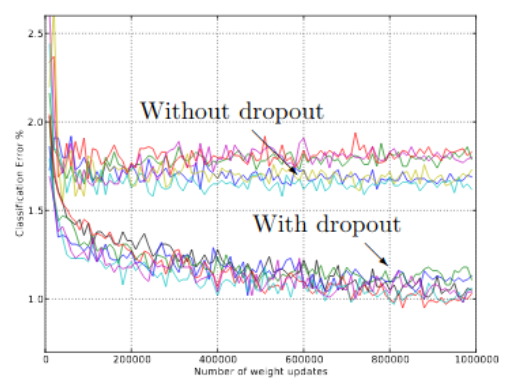 2.5
Without dropout
2.0
Classification Error %
1.5
With dropout
1.0
0
200000
400000
600000
800000
1000000
Number of weight updates